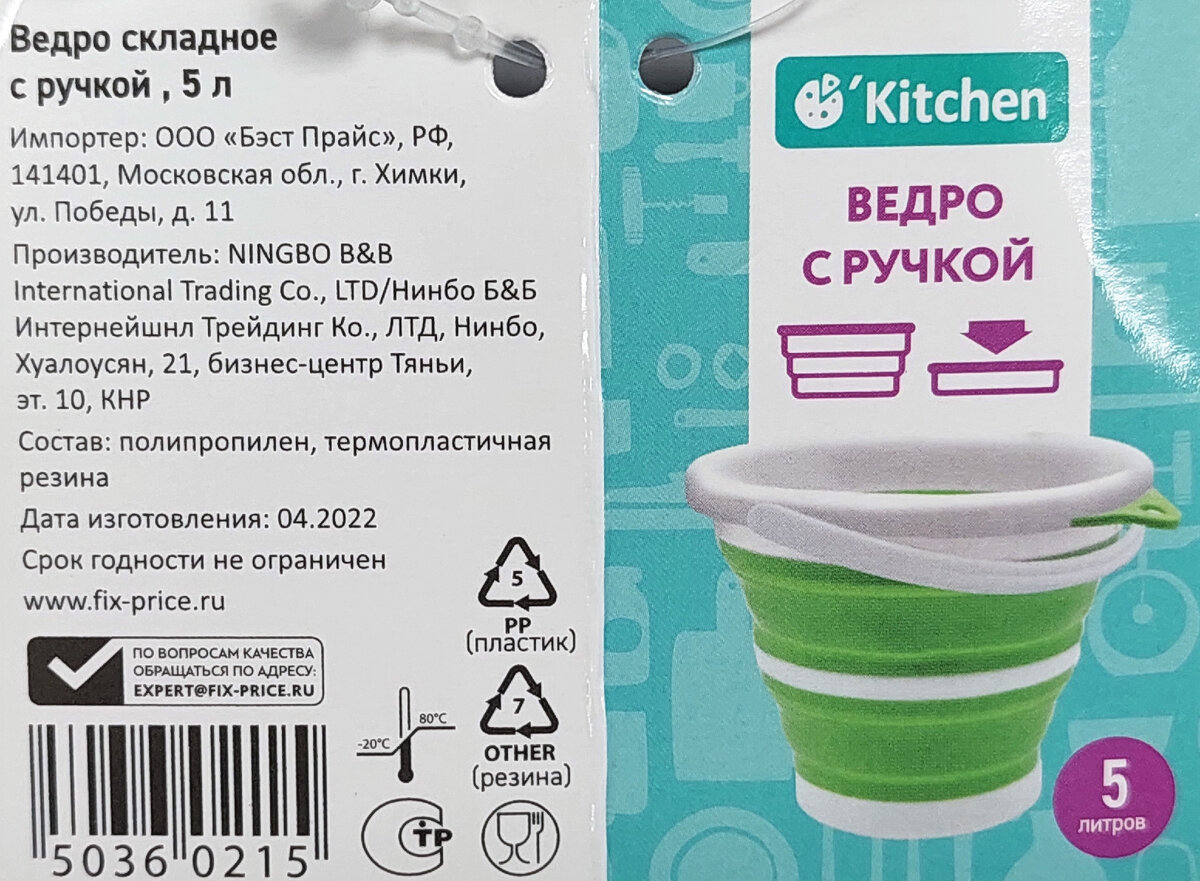 Ведро складное
с ручкой , 5 л
Импортер: ООО «Бэст Прайс», РФ,
141401, Московская обл., г. Химки,
ул. Победы, д. 11
Производитель: NINGBO B&B
International Trading Co., LTD/Нинбо Б&Б
Интернейшнл Трейдинг Ко., ЛТД, Нинбо,
Хуалоусян, 21, бизнес-центр Тяньи,
эт. 10, КНР
Состав: полипропилен, термопластичная
резина
Дата изготовления: 04.2022
Срок годности не ограничен
www.fix-price.ru
ПО ВОПРОСАМ КАЧЕСТВА
ОБРАЩАТЬСЯ ПО АДРЕСУ:
EXPERT@FIX-PRICE.RU
5036 0215
-20°C
80°C
5
PP
(пластик)
7
OTHER
(резина)
СТР
’Kitchen
ВЕДРО
С РУЧКОЙ
5
литров